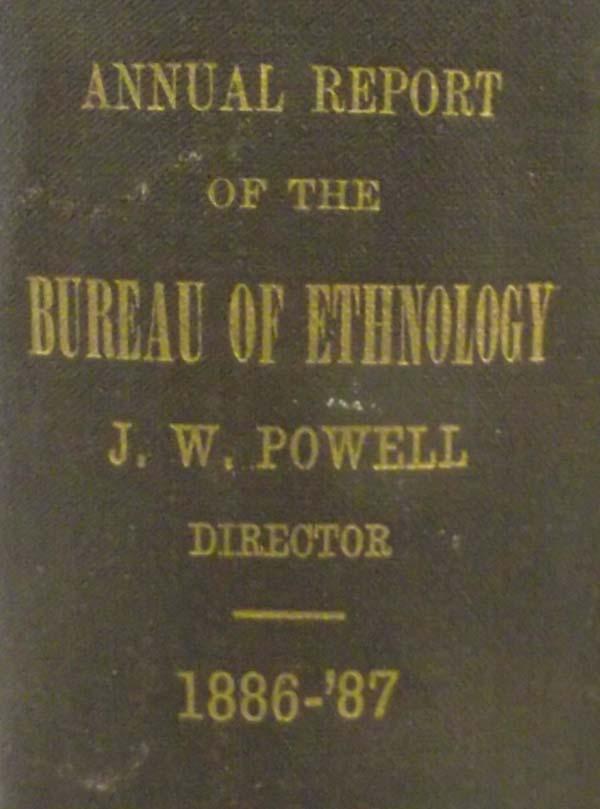 ANNUAL REPORT
OF THE
BUREAU OF ETHNOLOGY
J. W. POWELL
DIRECTOR
1886-'87